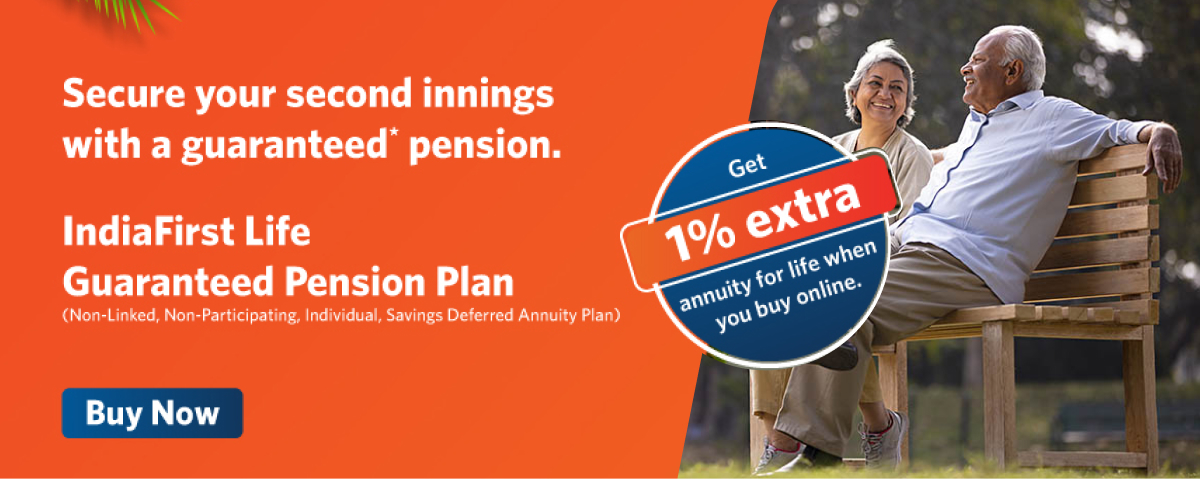 Secure your second innings
with a guaranteed* pension.
IndiaFirst Life
Guaranteed Pension Plan
(Non-Linked, Non-Participating, Individual, Savings Deferred Annuity Plan)
Buy Now
Get
1% extra
annuity for life when
you buy online.